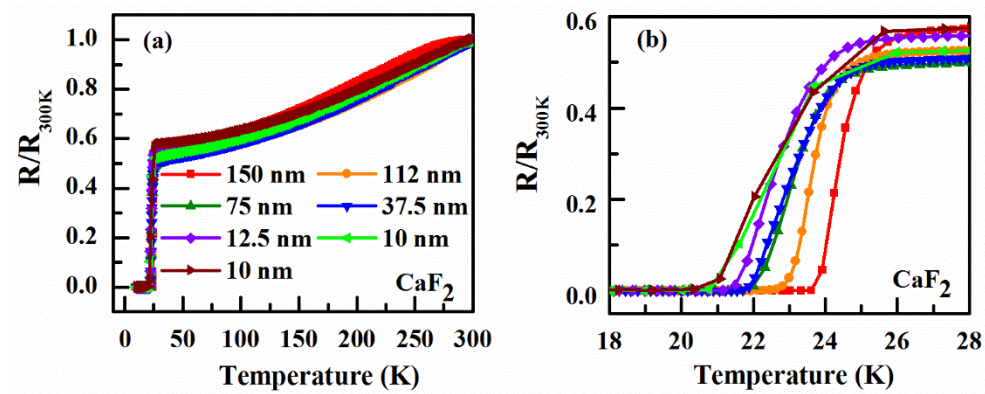 (a)
R/R300K
1.0
0.8
0.6
0.4
0.2
0.0
150 nm
112 nm
75 nm
37.5 nm
12.5 nm
10 nm
10 nm
CaF2
0 50 100 150 200 250 300
Temperature (K)
(b)
R/R300K
0.6
0.4
0.2
0.0
CaF2
18 20 22 24 26 28
Temperature (K)